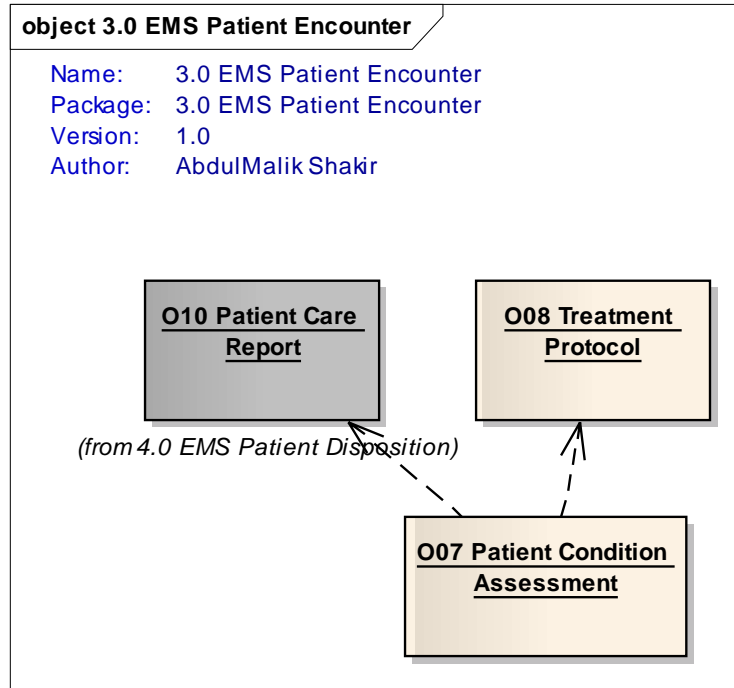 object 3.0 EMS Patient Encounter
Name: 3.0 EMS Patient Encounter
Package: 3.0 EMS Patient Encounter
Version: 1.0
Author: AbdulMalik Shakir
O10 Patient Care
Report
O08 Treatment
Protocol
(from 4.0 EMS Patient Disposition)
O07 Patient Condition
Assessment